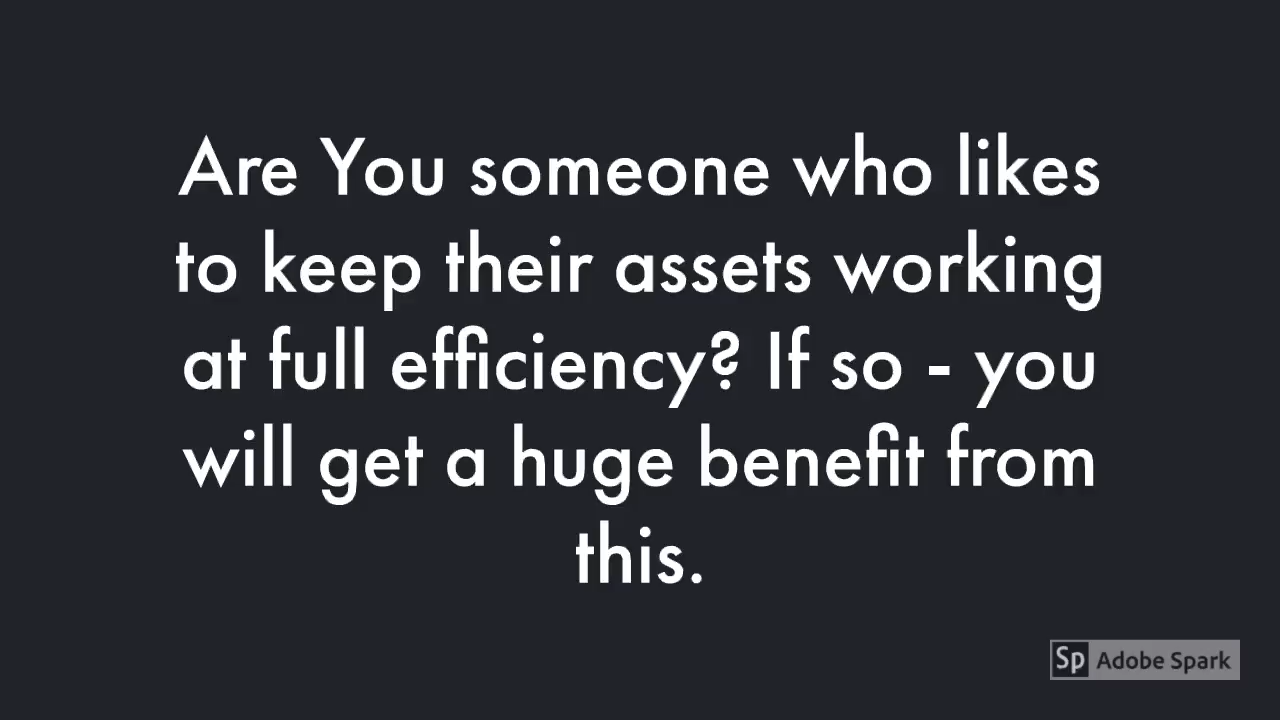 Are You someone who likes
to keep their assets working
at full efficiency? If so - you
will get a huge benefit from
this.
Sp Adobe Spark